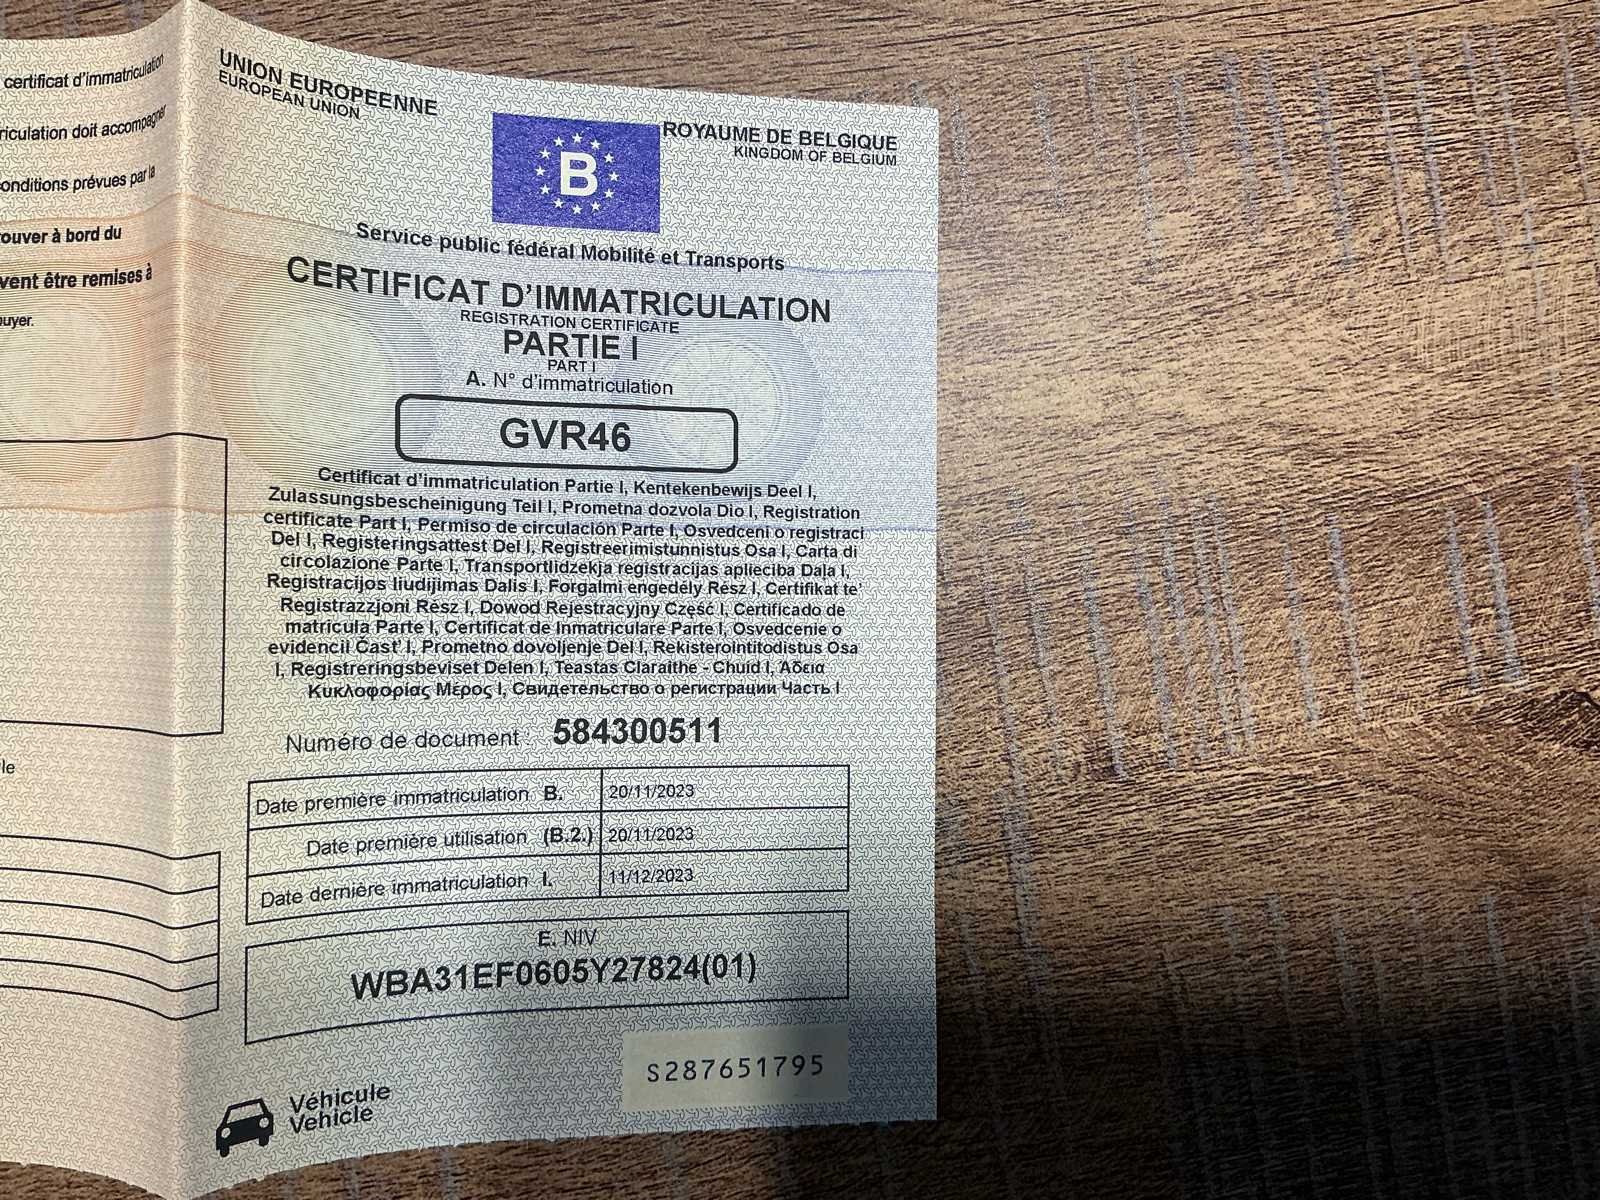 certificat d'immatriculation
riculation doit accompagner
onditions prévues par la
rouver à bord du
vent être remises à
uyer.
le
UNION EUROPEENNE
EUROPEAN UNION
B
ROYAUME DE BELGIQUE
KINGDOM OF BELGIUM
Service public fédéral Mobilité et Transports
CERTIFICAT D'IMMATRICULATION
REGISTRATION CERTIFICATE
PARTIE I
PART I
A. N° d'immatriculation
GVR46
Certificat d'immatriculation Partie I, Kentekenbewijs Deel I,
Zulassungsbescheinigung Teil I, Prometna dozvola Dio I, Registration
certificate Part I, Permiso de circulación Parte I, Osvedceni o registraci
Del I, Registeringsattest Del I, Registreerimistunnistus Osa I, Carta di
circolazione Parte I, Transportlidzekja registracijas aplieciba Daļa I,
Registracijos liudijimas Dalis I, Forgalmi engedély Rész I, Certifikat te'
Registrazzjoni Rész I, Dowod Rejestracyjny Część I, Certificado de
matricula Parte I, Certificat de Inmatriculare Parte I, Osvedcenie o
evidencii Čast' I, Prometno dovoljenje Del I, Rekisterointitodistus Osa
I, Registreringsbeviset Delen I, Teastas Claraithe - Chuid I, Άδεια
Κυκλοφορίας Μέρος I, Свидетельство о регистрации Часть I
Numéro de document : 584300511
Date première immatriculation B. 20/11/2023
Date première utilisation (B.2.) 20/11/2023
Date dernière immatriculation I. 11/12/2023
E. NIV
WBA31EF0605Y27824(01)
S287651795
Véhicule
Vehicle